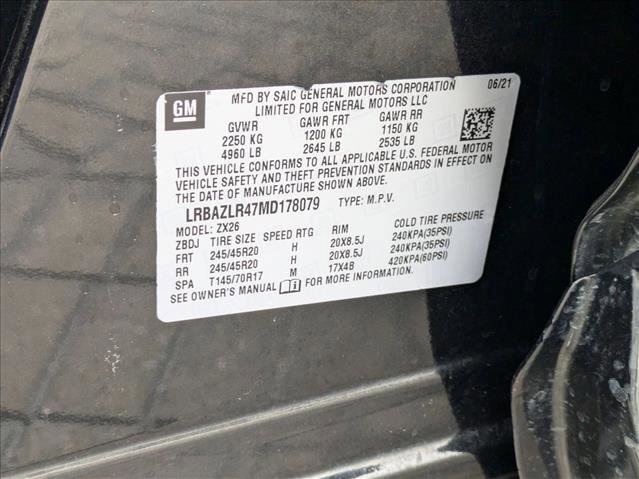 GM
MFD BY SAIC GENERAL MOTORS CORPORATION 06/21
LIMITED FOR GENERAL MOTORS LLC
GVWR GAWR FRT GAWR RR
2250 KG 1200 KG 1150 KG
4960 LB 2645 LB 2535 LB
THIS VEHICLE CONFORMS TO ALL APPLICABLE U.S. FEDERAL MOTOR
VEHICLE SAFETY AND THEFT PREVENTION STANDARDS IN EFFECT ON
THE DATE OF MANUFACTURE SHOWN ABOVE.
LRBAZLR47MD178079 TYPE: M.P.V.
MODEL: ZX26
ZBDJ TIRE SIZE SPEED RTG RIM COLD TIRE PRESSURE
FRT 245/45R20 H 20X8.5J 240KPA(35PSI)
RR 245/45R20 H 20X8.5J 240KPA(35PSI)
SPA T145/70R17 M 17X4B 420KPA(60PSI)
SEE OWNER'S MANUAL FOR MORE INFORMATION.